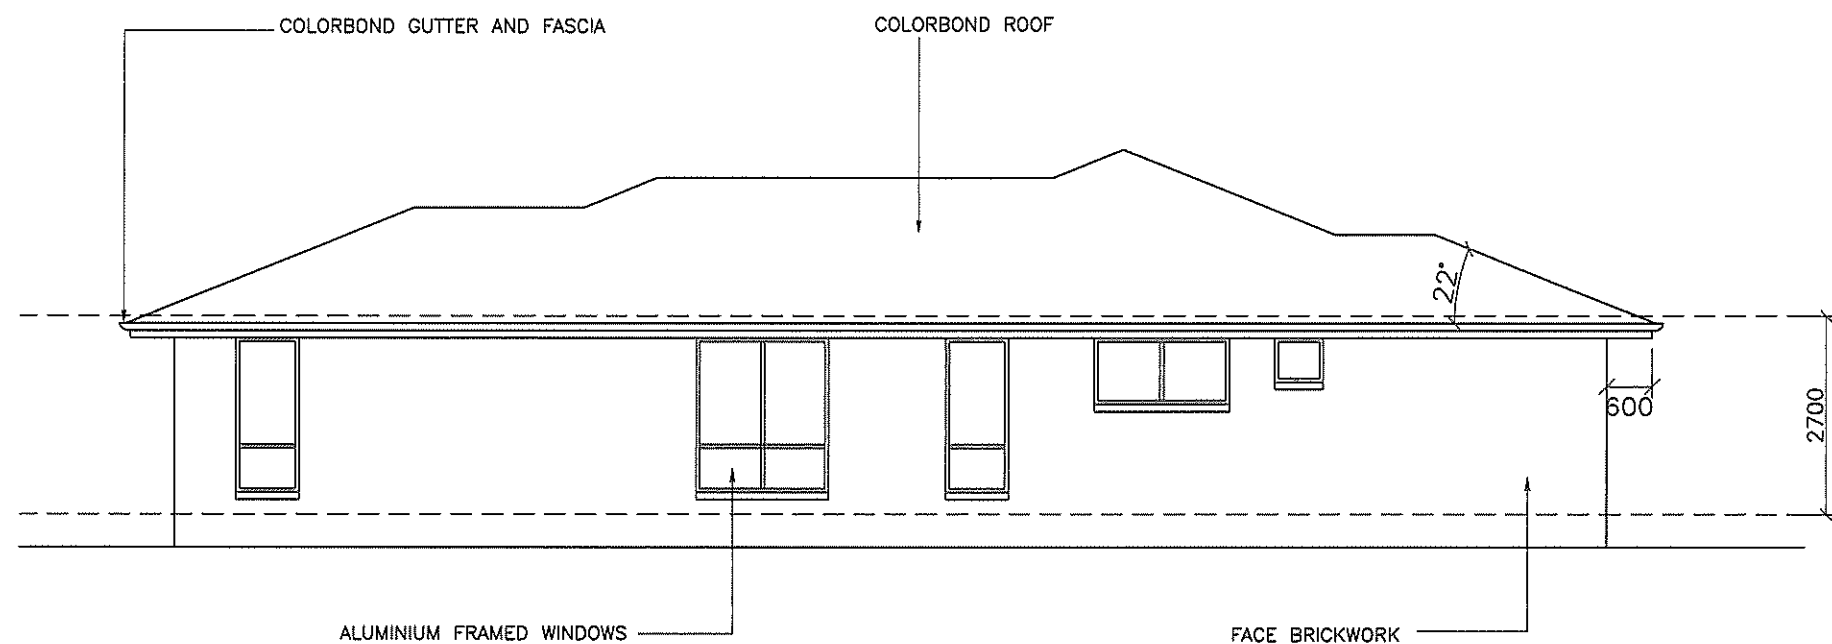 COLORBOND GUTTER AND FASCIA
COLORBOND ROOF
22°
600
2700
ALUMINIUM FRAMED WINDOWS
FACE BRICKWORK